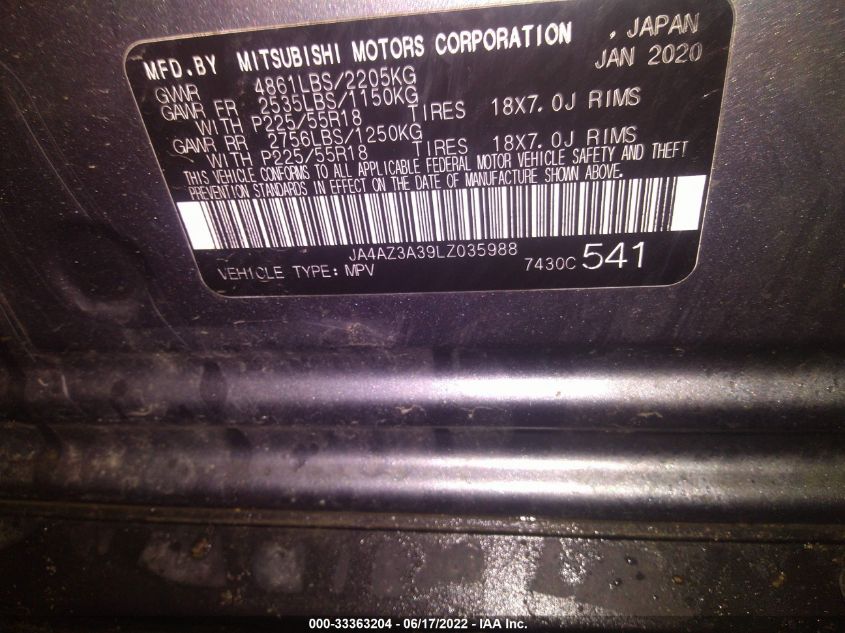 MFD.BY MITSUBISHI MOTORS CORPORATION , JAPAN
JAN 2020
GVWR 4861LBS/2205KG
GAWR FR 2535LBS/1150KG
WITH P225/55R18 TIRES 18X7.0J RIMS
GAWR RR 2756LBS/1250KG
WITH P225/55R18 TIRES 18X7.0J RIMS
THIS VEHICLE CONFORMS TO ALL APPLICABLE FEDERAL MOTOR VEHICLE SAFETY AND THEFT
PREVENTION STANDARDS IN EFFECT ON THE DATE OF MANUFACTURE SHOWN ABOVE.
JA4AZ3A39LZ035988
VEHICLE TYPE: MPV 7430C 541
000-33363204 - 06/17/2022 - IAA Inc.